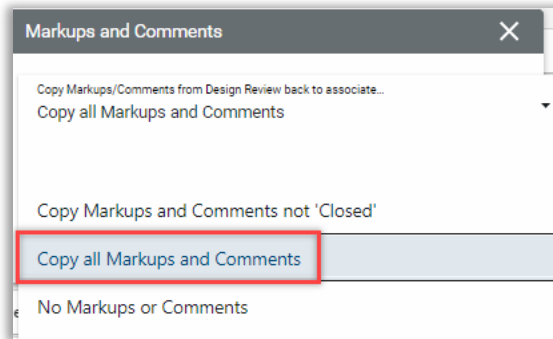 Markups and Comments
Copy Markups/Comments from Design Review back to associate...
Copy all Markups and Comments
Copy Markups and Comments not 'Closed'
Copy all Markups and Comments
No Markups or Comments